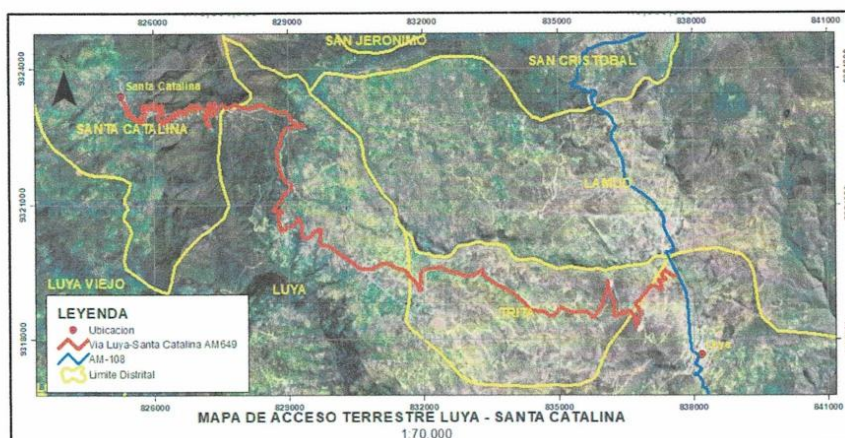 826000 829000 832000 835000 838000 841000
SAN JERONIMO
SAN CRISTOBAL
9324000
Santa Catalina
SANTA CATALINA
9321000
LUYA VIEJO
LUYA
TRITA
9318000
LEYENDA
Ubicacion
Via Luya-Santa Catalina AM649
AM-108
Limite Distrital
826000 829000 832000 835000 838000 841000
MAPA DE ACCESO TERRESTRE LUYA - SANTA CATALINA
1:70,000